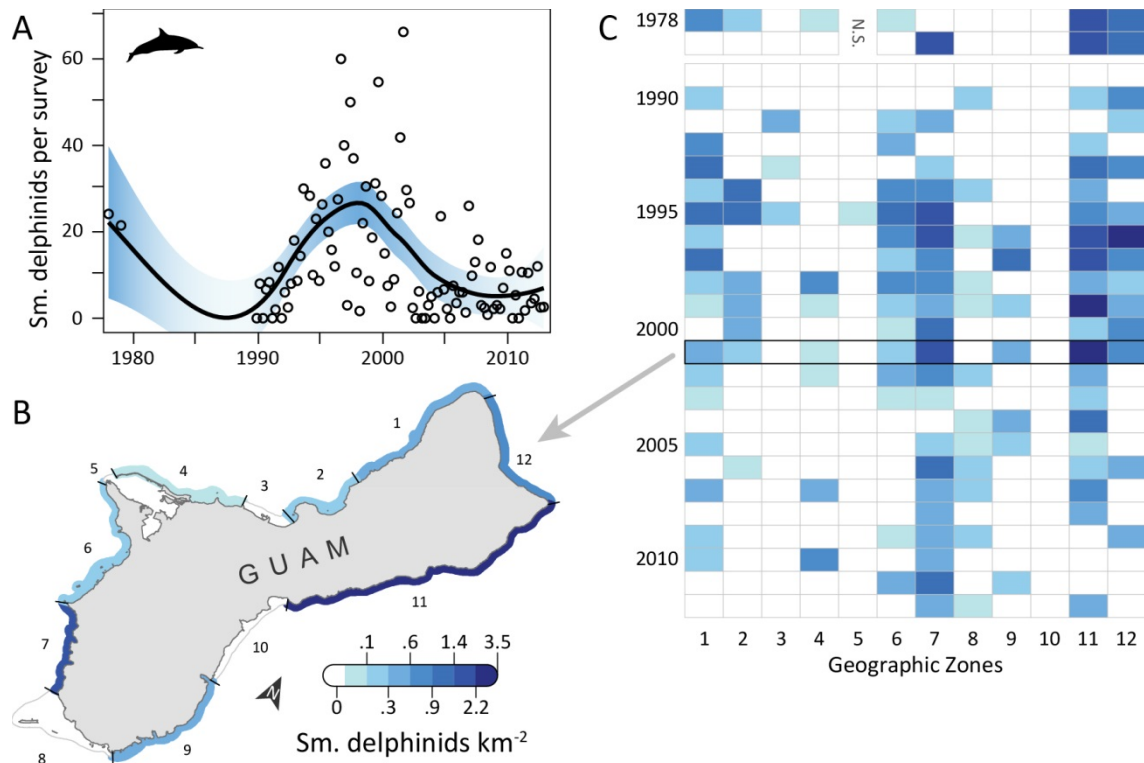 A
Sm. delphinids per survey
60
40
20
0
1980
1990
2000
2010
B
1
2
3
4
5
6
7
8
9
10
11
12
GUAM
N
.1 .6 1.4 3.5
0 .3 .9 2.2
Sm. delphinids km-2
C
1978
N.S.
1990
1995
2000
2005
2010
1 2 3 4 5 6 7 8 9 10 11 12
Geographic Zones